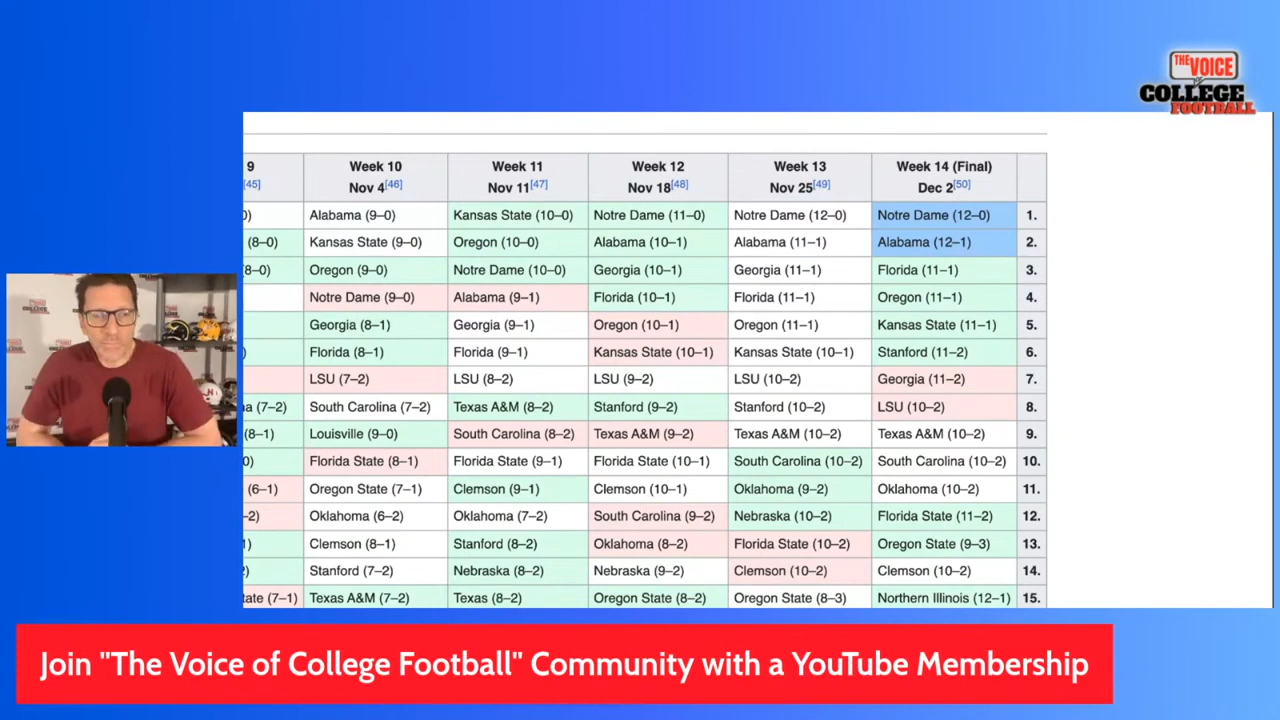 THE VOICE
OF
COLLEGE
FOOTBALL
9 Week 10 Week 11 Week 12 Week 13 Week 14 (Final)
[45] Nov 4[46] Nov 11[47] Nov 18[48] Nov 25[49] Dec 2[50]
0) Alabama (9–0) Kansas State (10–0) Notre Dame (11–0) Notre Dame (12–0) Notre Dame (12–0) 1.
(8–0) Kansas State (9–0) Oregon (10–0) Alabama (10–1) Alabama (11–1) Alabama (12–1) 2.
(8–0) Oregon (9–0) Notre Dame (10–0) Georgia (10–1) Georgia (11–1) Florida (11–1) 3.
Notre Dame (9–0) Alabama (9–1) Florida (10–1) Florida (11–1) Oregon (11–1) 4.
Georgia (8–1) Georgia (9–1) Oregon (10–1) Oregon (11–1) Kansas State (11–1) 5.
) Florida (8–1) Florida (9–1) Kansas State (10–1) Kansas State (10–1) Stanford (11–2) 6.
LSU (7–2) LSU (8–2) LSU (9–2) LSU (10–2) Georgia (11–2) 7.
na (7–2) South Carolina (7–2) Texas A&M (8–2) Stanford (9–2) Stanford (10–2) LSU (10–2) 8.
(8–1) Louisville (9–0) South Carolina (8–2) Texas A&M (9–2) Texas A&M (10–2) Texas A&M (10–2) 9.
0) Florida State (8–1) Florida State (9–1) Florida State (10–1) South Carolina (10–2) South Carolina (10–2) 10.
(6–1) Oregon State (7–1) Clemson (9–1) Clemson (10–1) Oklahoma (9–2) Oklahoma (10–2) 11.
–2) Oklahoma (6–2) Oklahoma (7–2) South Carolina (9–2) Nebraska (10–2) Florida State (11–2) 12.
1) Clemson (8–1) Stanford (8–2) Oklahoma (8–2) Florida State (10–2) Oregon State (9–3) 13.
2) Stanford (7–2) Nebraska (8–2) Nebraska (9–2) Clemson (10–2) Clemson (10–2) 14.
tate (7–1) Texas A&M (7–2) Texas (8–2) Oregon State (8–2) Oregon State (8–3) Northern Illinois (12–1) 15.
Join "The Voice of College Football" Community with a YouTube Membership